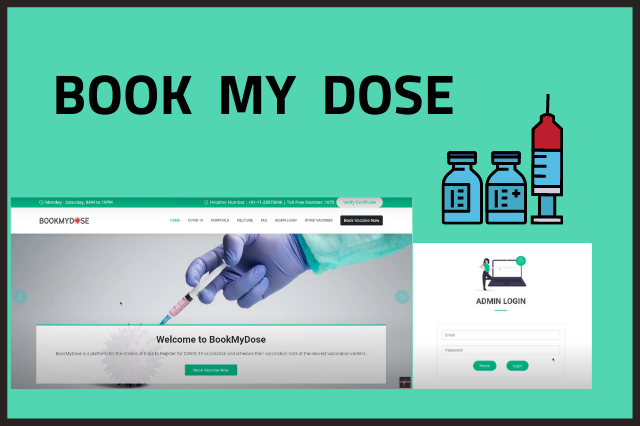 BOOK MY DOSE
Monday - Saturday, 8AM to 10PM
Helpline Number : +91-11-23978046 | Toll Free Number: 1075
Verify Certificate
BOOKMYDOSE
HOME
COVID-19
HOSPITALS
HELPLINE
FAQ
ADMIN LOGIN
OTHER VACCINES
Book Vaccine Now
Welcome to BookMyDose
BookMyDose is a platform for the citizens of India to Register for COVID-19 vaccination and schedule their vaccination slots at the nearest vaccination centers.
Book Vaccine Now
ADMIN LOGIN
Email
Password
Home
Login